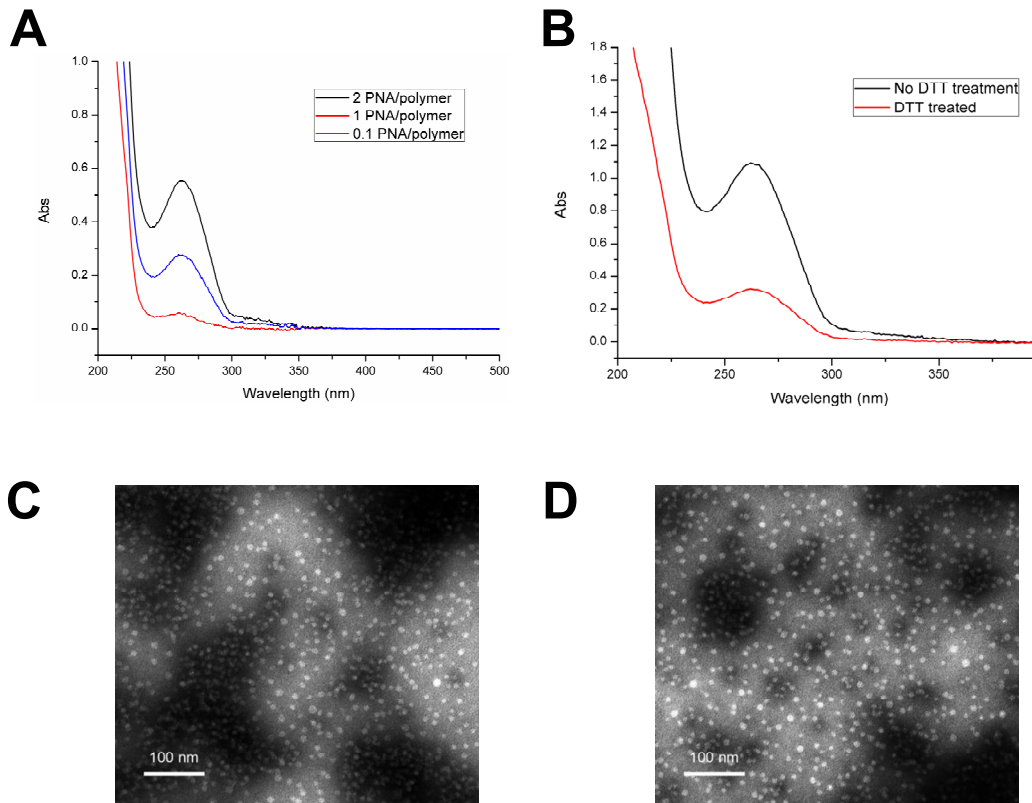 A
B
1.0
0.8
0.6
0.4
0.2
0.0
Abs
200
250
300
350
400
450
500
Wavelength (nm)
2 PNA/polymer
1 PNA/polymer
0.1 PNA/polymer
1.8
1.6
1.4
1.2
1.0
0.8
0.6
0.4
0.2
0.0
Abs
200
250
300
350
Wavelength (nm)
No DTT treatment
DTT treated
C
D
100 nm
100 nm